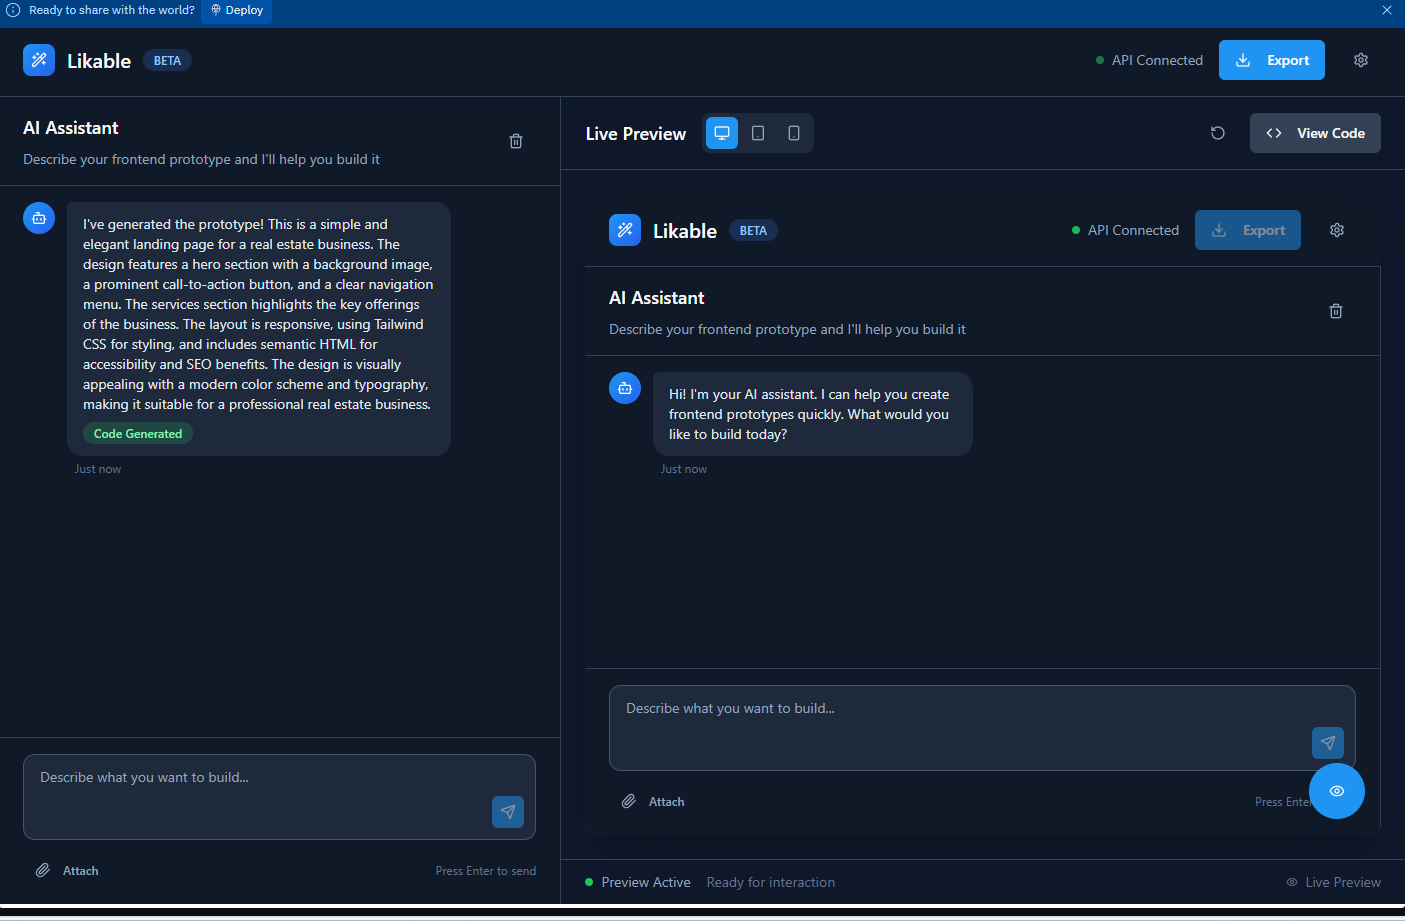 Ready to share with the world?
Deploy
Likable
BETA
API Connected
Export
AI Assistant
Describe your frontend prototype and I'll help you build it
I've generated the prototype! This is a simple and
elegant landing page for a real estate business. The
design features a hero section with a background image,
a prominent call-to-action button, and a clear navigation
menu. The services section highlights the key offerings
of the business. The layout is responsive, using Tailwind
CSS for styling, and includes semantic HTML for
accessibility and SEO benefits. The design is visually
appealing with a modern color scheme and typography,
making it suitable for a professional real estate business.
Code Generated
Just now
Describe what you want to build...
Attach
Press Enter to send
Live Preview
View Code
Likable
BETA
API Connected
Export
AI Assistant
Describe your frontend prototype and I'll help you build it
Hi! I'm your AI assistant. I can help you create
frontend prototypes quickly. What would you
like to build today?
Just now
Describe what you want to build...
Attach
Press Enter
Preview Active
Ready for interaction
Live Preview